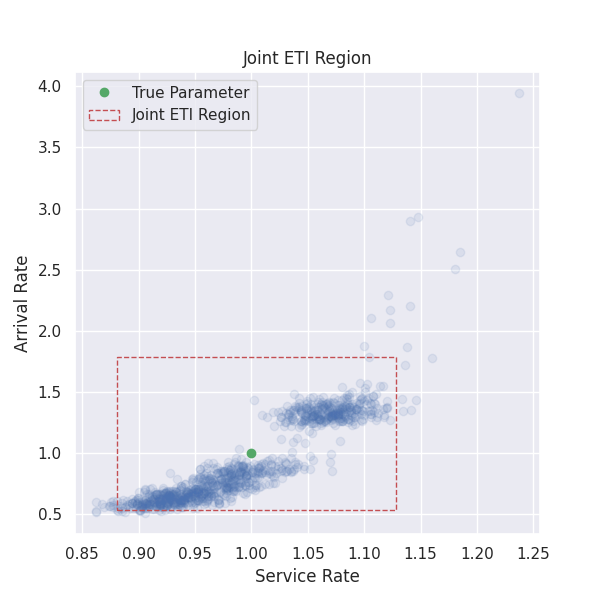 Joint ETI Region
True Parameter
Joint ETI Region
Arrival Rate
4.0
3.5
3.0
2.5
2.0
1.5
1.0
0.5
0.85 0.90 0.95 1.00 1.05 1.10 1.15 1.20 1.25
Service Rate